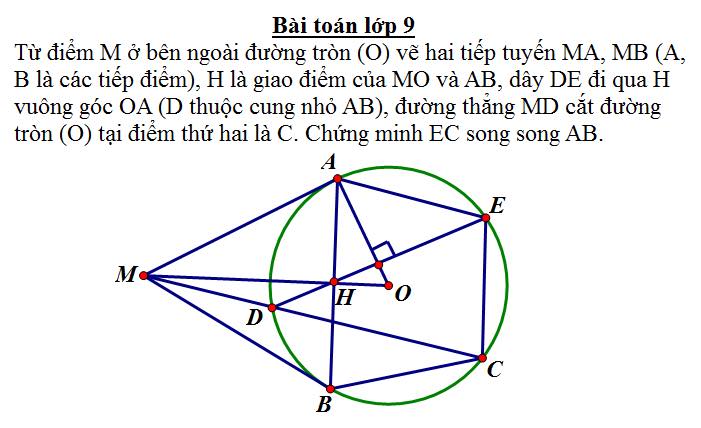 Bài toán lớp 9
Từ điểm M ở bên ngoài đường tròn (O) vẽ hai tiếp tuyến MA, MB (A,
B là các tiếp điểm), H là giao điểm của MO và AB, dây DE đi qua H
vuông góc OA (D thuộc cung nhỏ AB), đường thẳng MD cắt đường
tròn (O) tại điểm thứ hai là C. Chứng minh EC song song AB.
A
E
M
H
O
D
C
B